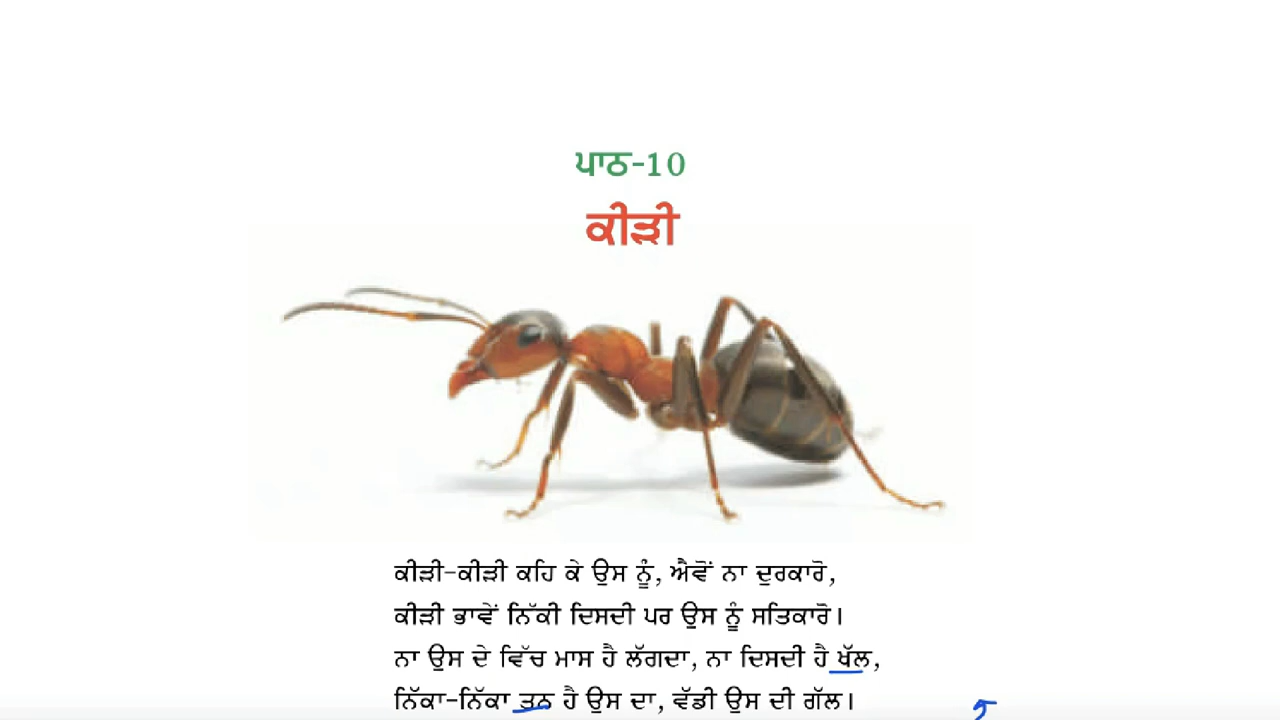 ਪਾਠ-10
ਕੀੜੀ
ਕੀੜੀ-ਕੀੜੀ ਕਹਿ ਕੇ ਉਸ ਨੂੰ, ਐਵੇਂ ਨਾ ਦੁਰਕਾਰੋ,
ਕੀੜੀ ਭਾਵੇਂ ਨਿੱਕੀ ਦਿਸਦੀ ਪਰ ਉਸ ਨੂੰ ਸਤਿਕਾਰੋ।
ਨਾ ਉਸ ਦੇ ਵਿੱਚ ਮਾਸ ਹੈ ਲੱਗਦਾ, ਨਾ ਦਿਸਦੀ ਹੈ ਖੱਲ,
ਨਿੱਕਾ-ਨਿੱਕਾ ਤਨ ਹੈ ਉਸ ਦਾ, ਵੱਡੀ ਉਸ ਦੀ ਗੱਲ।